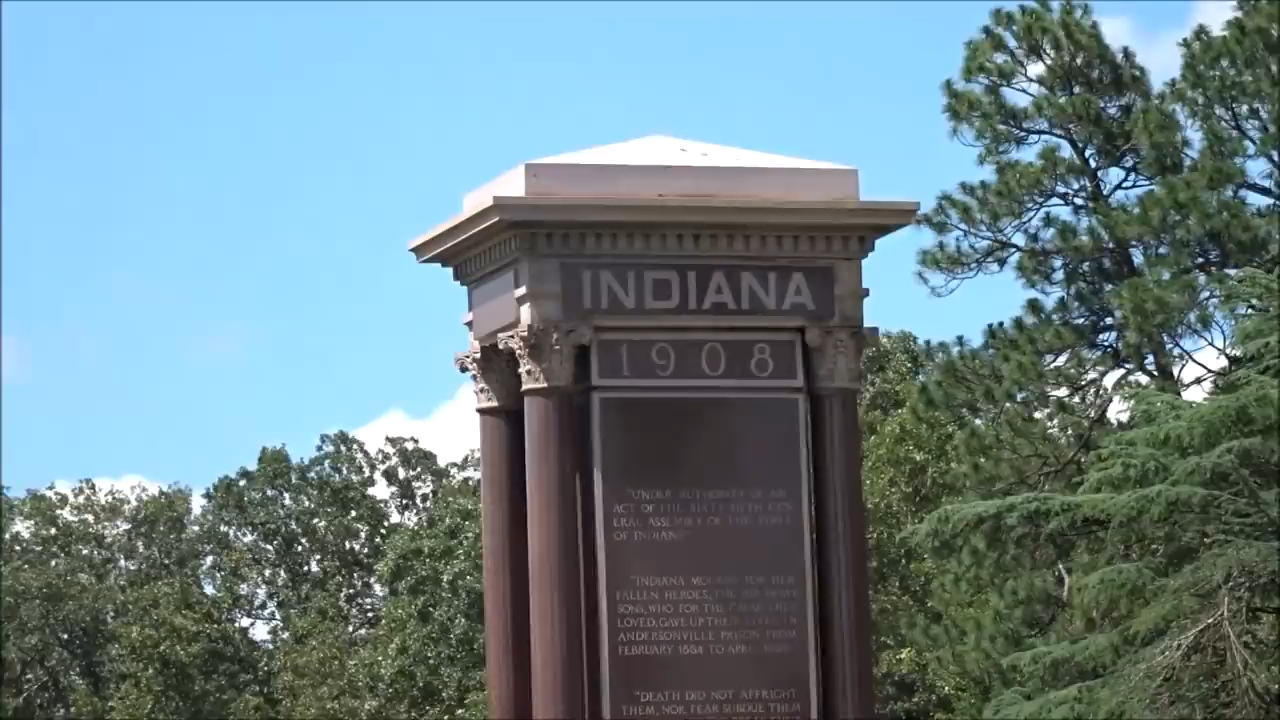 INDIANA
1908
"UNDER AUTHORITY OF AN
ACT OF THE SIXTY FIFTH GEN-
ERAL ASSEMBLY OF THE STATE
OF INDIANA"
"INDIANA MOURNS FOR HER
FALLEN HEROES, THE BRAVE
SONS, WHO FOR THE CAUSE THEY
LOVED, GAVE UP THEIR LIVES IN
ANDERSONVILLE PRISON FROM
FEBRUARY 1864 TO APRIL
"DEATH DID NOT AFFRIGHT
THEM, NOR FEAR SUBDUE THEM